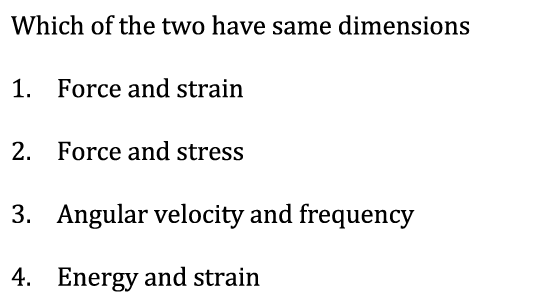 Which of the two have same dimensions
1. Force and strain
2. Force and stress
3. Angular velocity and frequency
4. Energy and strain